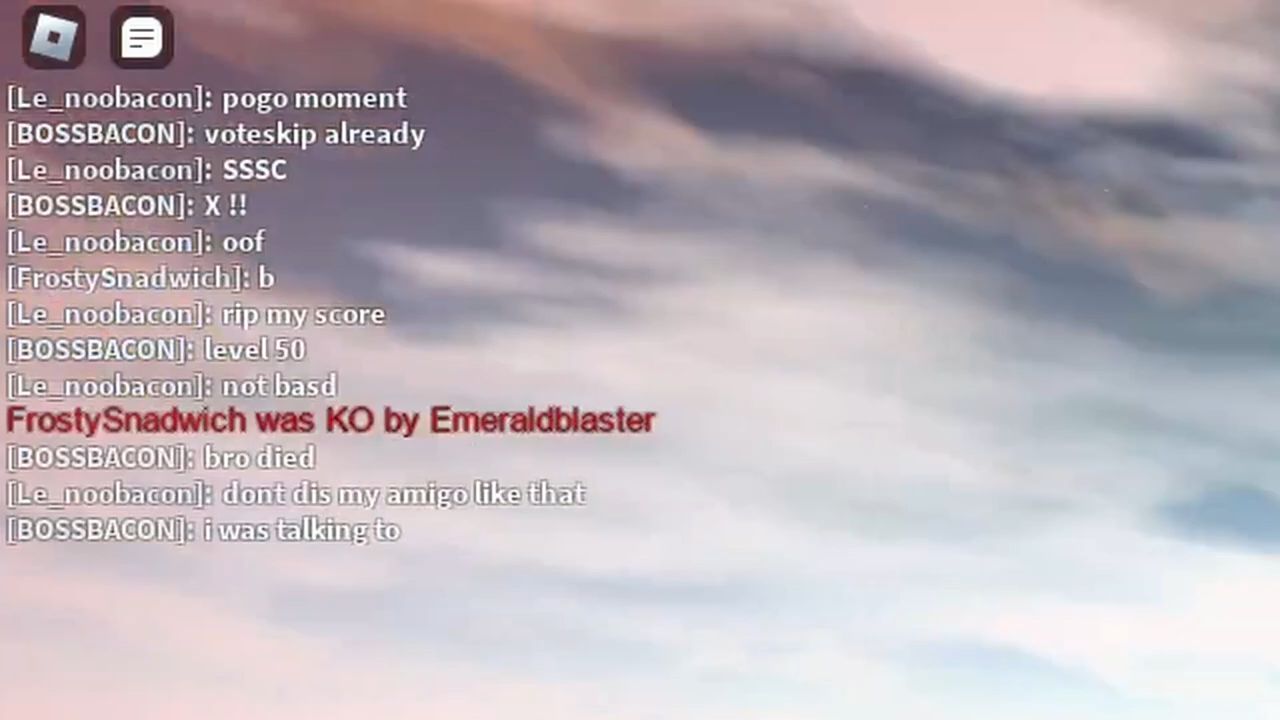 [Le_noobacon]: pogo moment
[BOSSBACON]: voteskip already
[Le_noobacon]: SSSC
[BOSSBACON]: X !!
[Le_noobacon]: oof
[FrostySnadwich]: b
[Le_noobacon]: rip my score
[BOSSBACON]: level 50
[Le_noobacon]: not basd
FrostySnadwich was KO by Emeraldblaster
[BOSSBACON]: bro died
[Le_noobacon]: dont dis my amigo like that
[BOSSBACON]: i was talking to